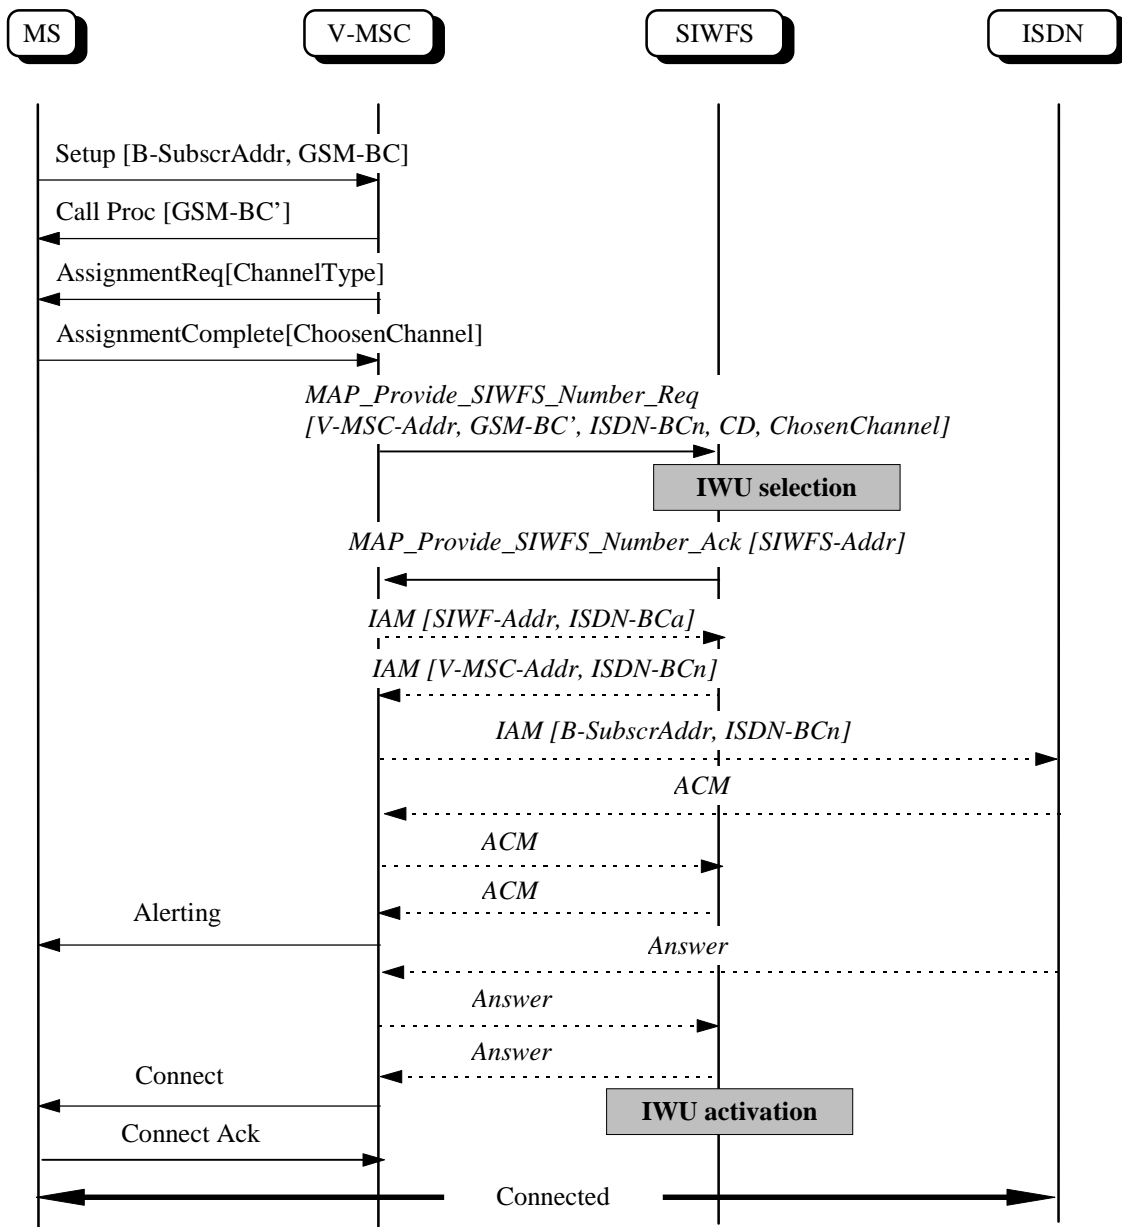 MS V-MSC SIWFS ISDN
Setup [B-SubscrAddr, GSM-BC]
Call Proc [GSM-BC’]
AssignmentReq[ChannelType]
AssignmentComplete[ChoosenChannel]
MAP_Provide_SIWFS_Number_Req
[V-MSC-Addr, GSM-BC’, ISDN-BCn, CD, ChosenChannel]
IWU selection
MAP_Provide_SIWFS_Number_Ack [SIWFS-Addr]
IAM [SIWF-Addr, ISDN-BCa]
IAM [V-MSC-Addr, ISDN-BCn]
IAM [B-SubscrAddr, ISDN-BCn]
ACM
ACM
ACM
Alerting
Answer
Answer
Answer
Connect
IWU activation
Connect Ack
Connected